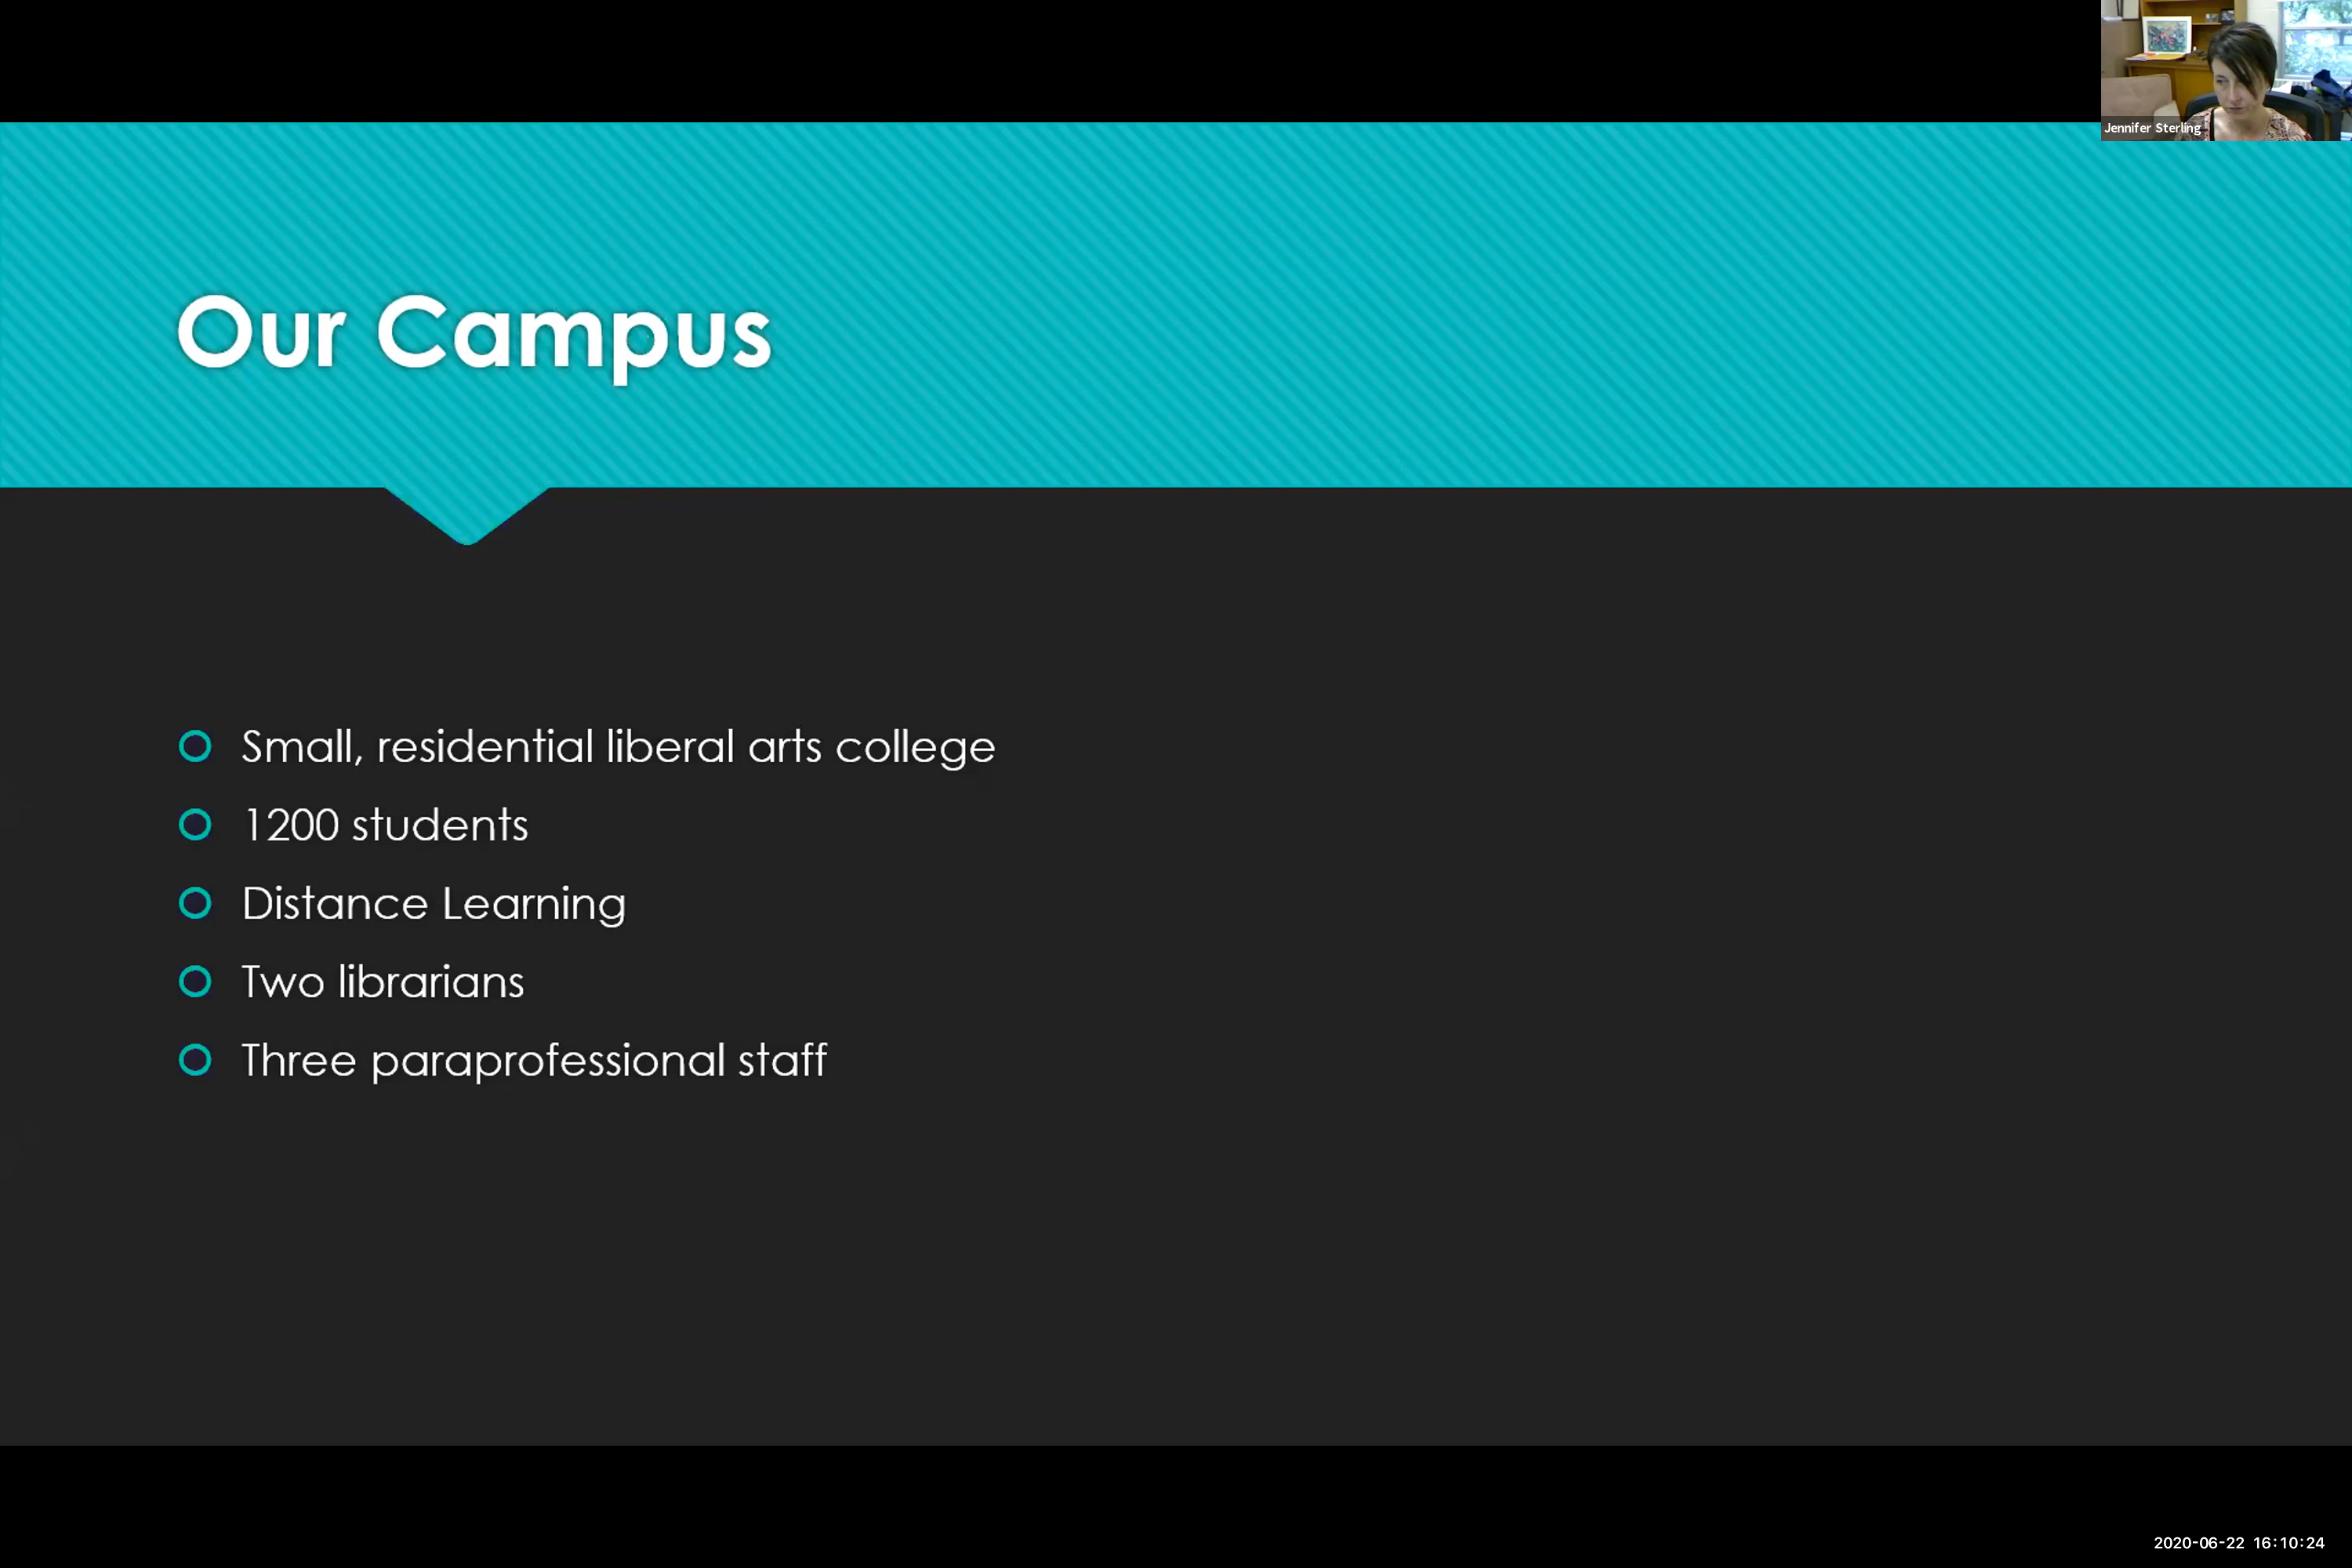 Jennifer Sterling
Our Campus
Small, residential liberal arts college
1200 students
Distance Learning
Two librarians
Three paraprofessional staff
2020-06-22 16:10:24